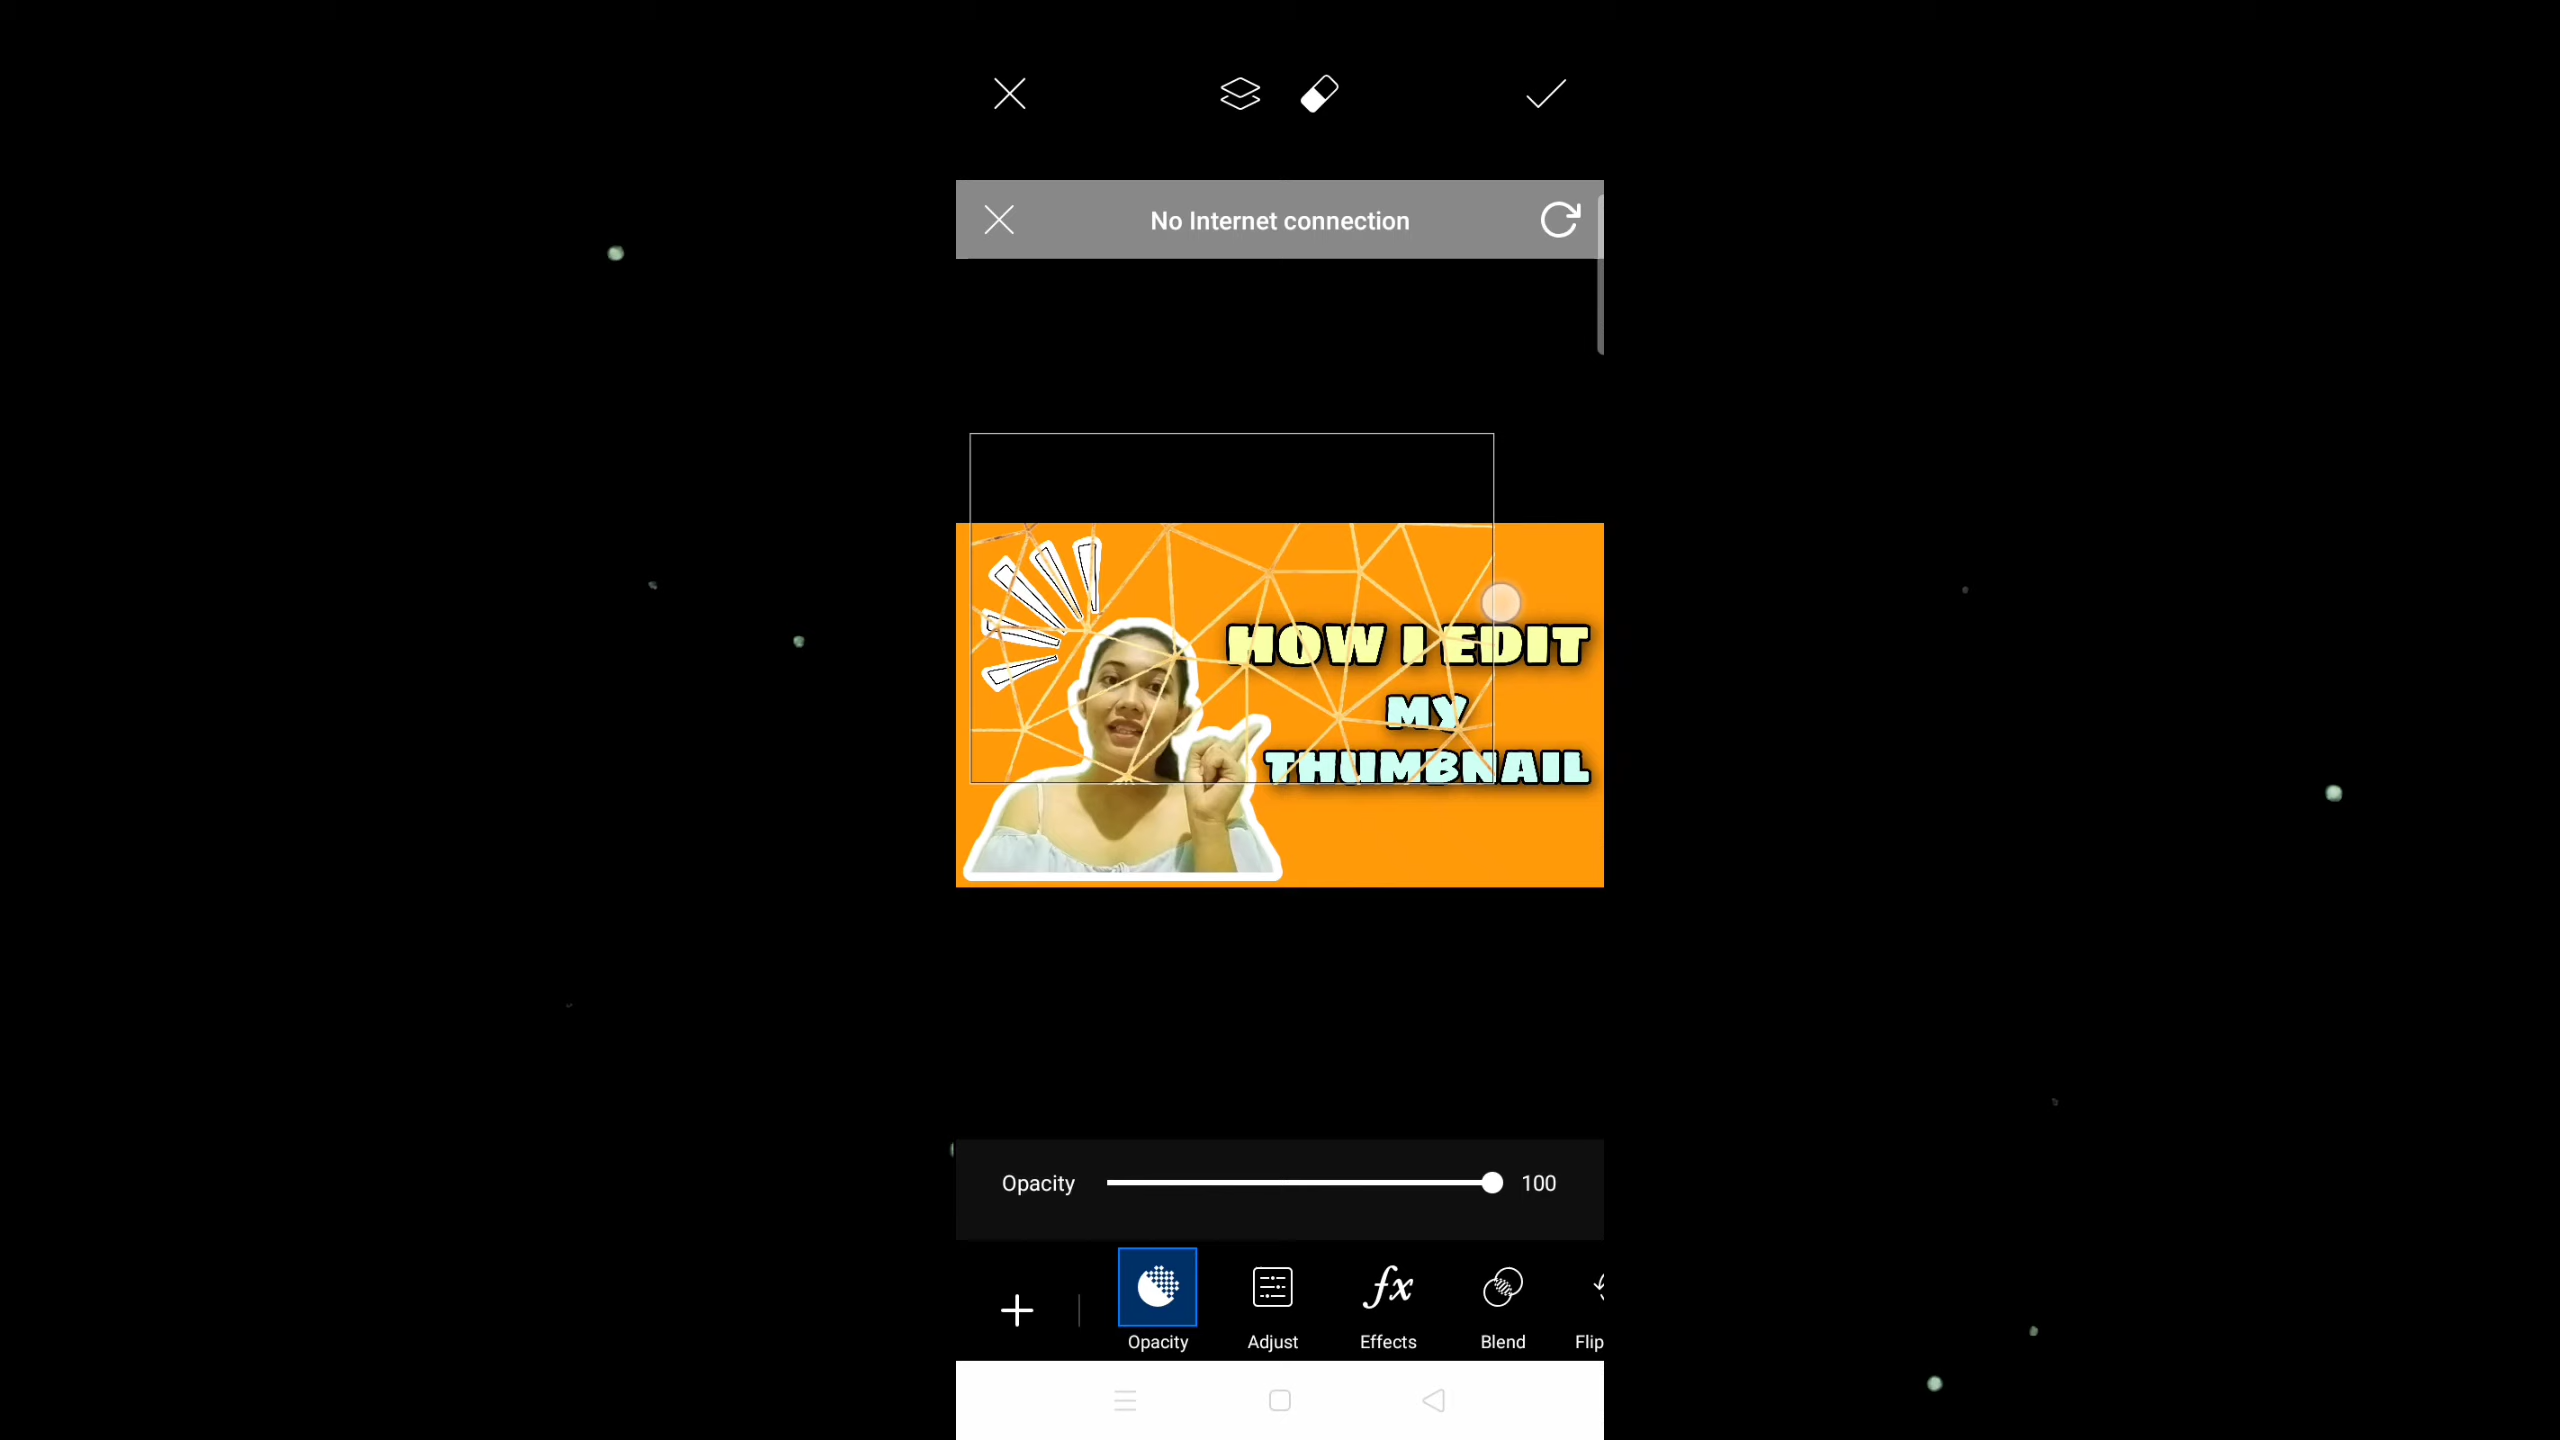 No Internet connection
HOW I EDIT
MY
THUMBNAIL
Opacity 100
Opacity Adjust Effects Blend Flip